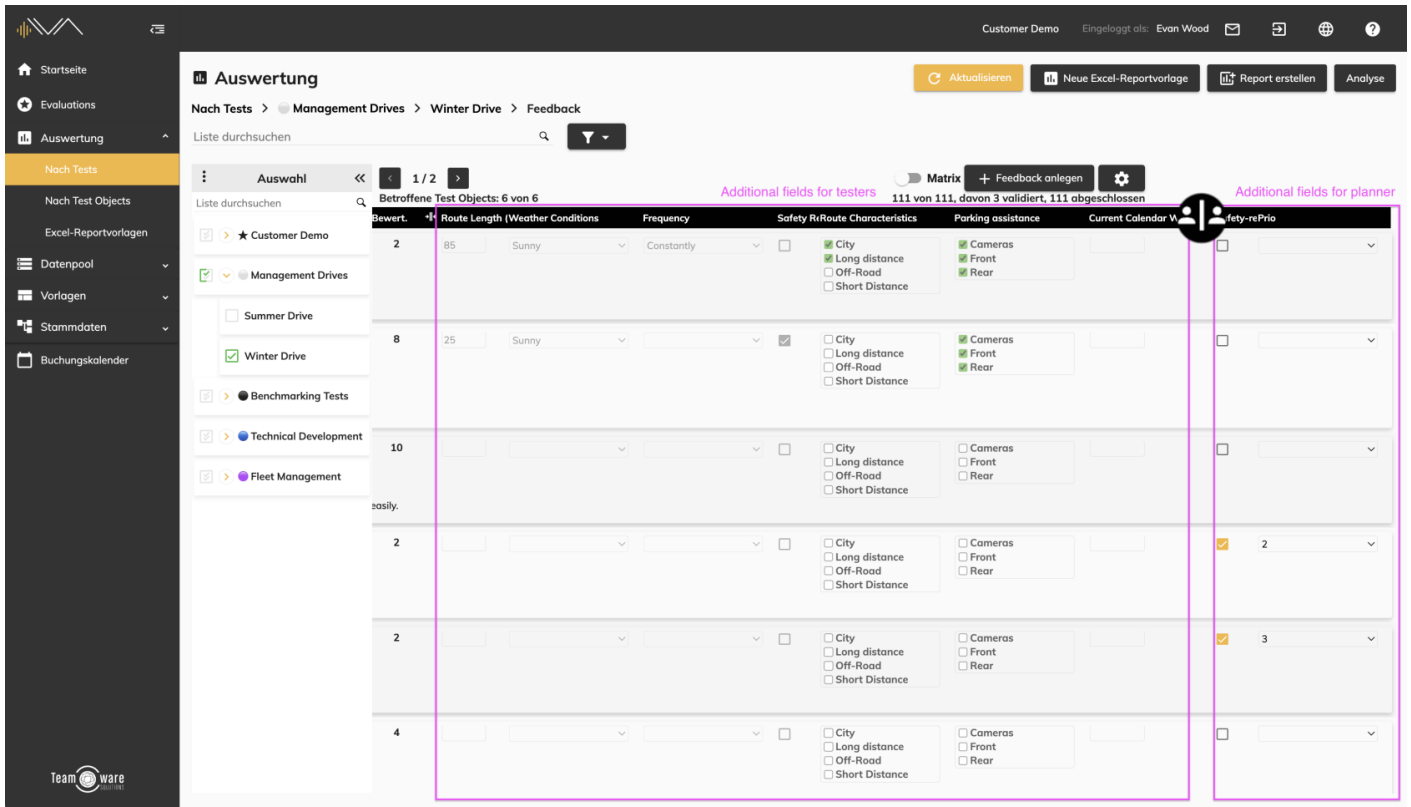 Customer Demo Eingeloggt als: Evan Wood
Startseite
Evaluations
Auswertung
Nach Tests
Nach Test Objects
Excel-Reportvorlagen
Datenpool
Vorlagen
Stammdaten
Buchungskalender
Team ware
SOLUTIONS
Auswertung
Aktualisieren
Neue Excel-Reportvorlage
Report erstellen
Analyse
Nach Tests > Management Drives > Winter Drive > Feedback
Liste durchsuchen
Auswahl
Liste durchsuchen
Customer Demo
Management Drives
Summer Drive
Winter Drive
Benchmarking Tests
Technical Development
Fleet Management
1 / 2
Matrix
+ Feedback anlegen
Betroffene Test Objects: 6 von 6
Additional fields for testers
111 von 111, davon 3 validiert, 111 abgeschlossen
Additional fields for planner
Bewert. Route Length (Weather Conditions Frequency Safety Re Route Characteristics Parking assistance Current Calendar W afety-rePrio
2 85 Sunny Constantly City Cameras
Long distance Front
Off-Road Rear
Short Distance
8 25 Sunny City Cameras
Long distance Front
Off-Road Rear
Short Distance
10 City Cameras
Long distance Front
Off-Road Rear
Short Distance
easily.
2 City Cameras 2
Long distance Front
Off-Road Rear
Short Distance
2 City Cameras 3
Long distance Front
Off-Road Rear
Short Distance
4 City Cameras
Long distance Front
Off-Road Rear
Short Distance